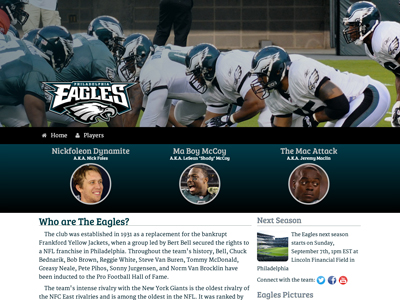 PHILADELPHIA
EAGLES
Home Players
Nickfoleon Dynamite
A.K.A. Nick Foles
Ma Boy McCoy
A.K.A. LeSean "Shady" McCoy
The Mac Attack
A.K.A. Jeremy Maclin
Who are The Eagles?
The club was established in 1931 as a replacement for the bankrupt
Frankford Yellow Jackets, when a group led by Bert Bell secured the rights to
a NFL franchise in Philadelphia. Throughout the team's history, Bell, Chuck
Bednarik, Bob Brown, Reggie White, Steve Van Buren, Tommy McDonald,
Greasy Neale, Pete Pihos, Sonny Jurgensen, and Norm Van Brocklin have
been inducted to the Pro Football Hall of Fame.
The team's intense rivalry with the New York Giants is the oldest rivalry
of the NFC East rivalries and is among the oldest in the NFL. It was ranked by
Next Season
The Eagles next season
starts on Sunday,
September 7th, 1pm EST at
Lincoln Financial Field in
Philadelphia
Connect with the team:
Eagles Pictures